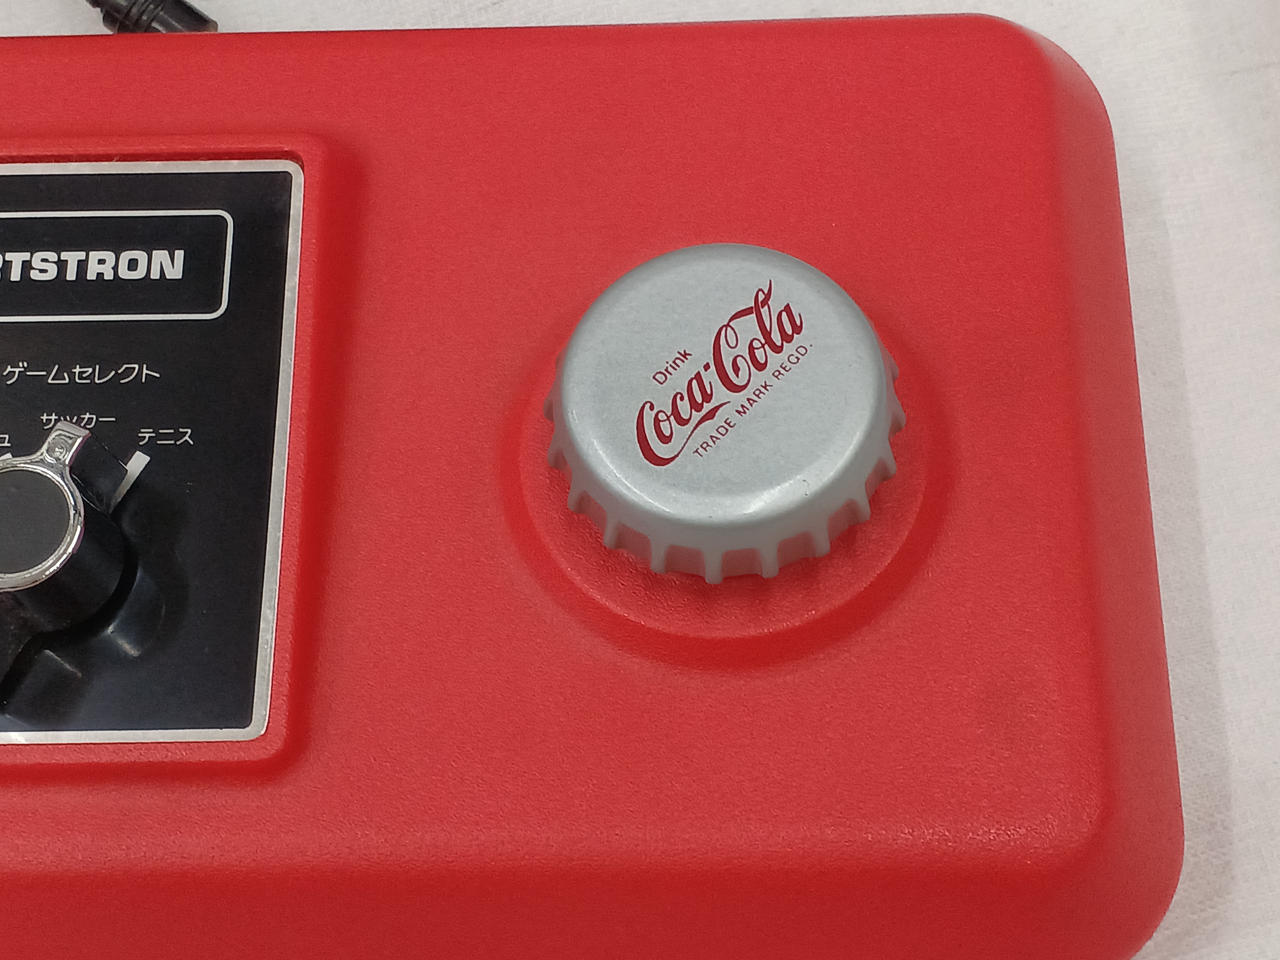 RTSTRON
ゲームセレクト
サッカー
ュ
テニス
Drink
Coca-Cola
TRADE MARK REGD.